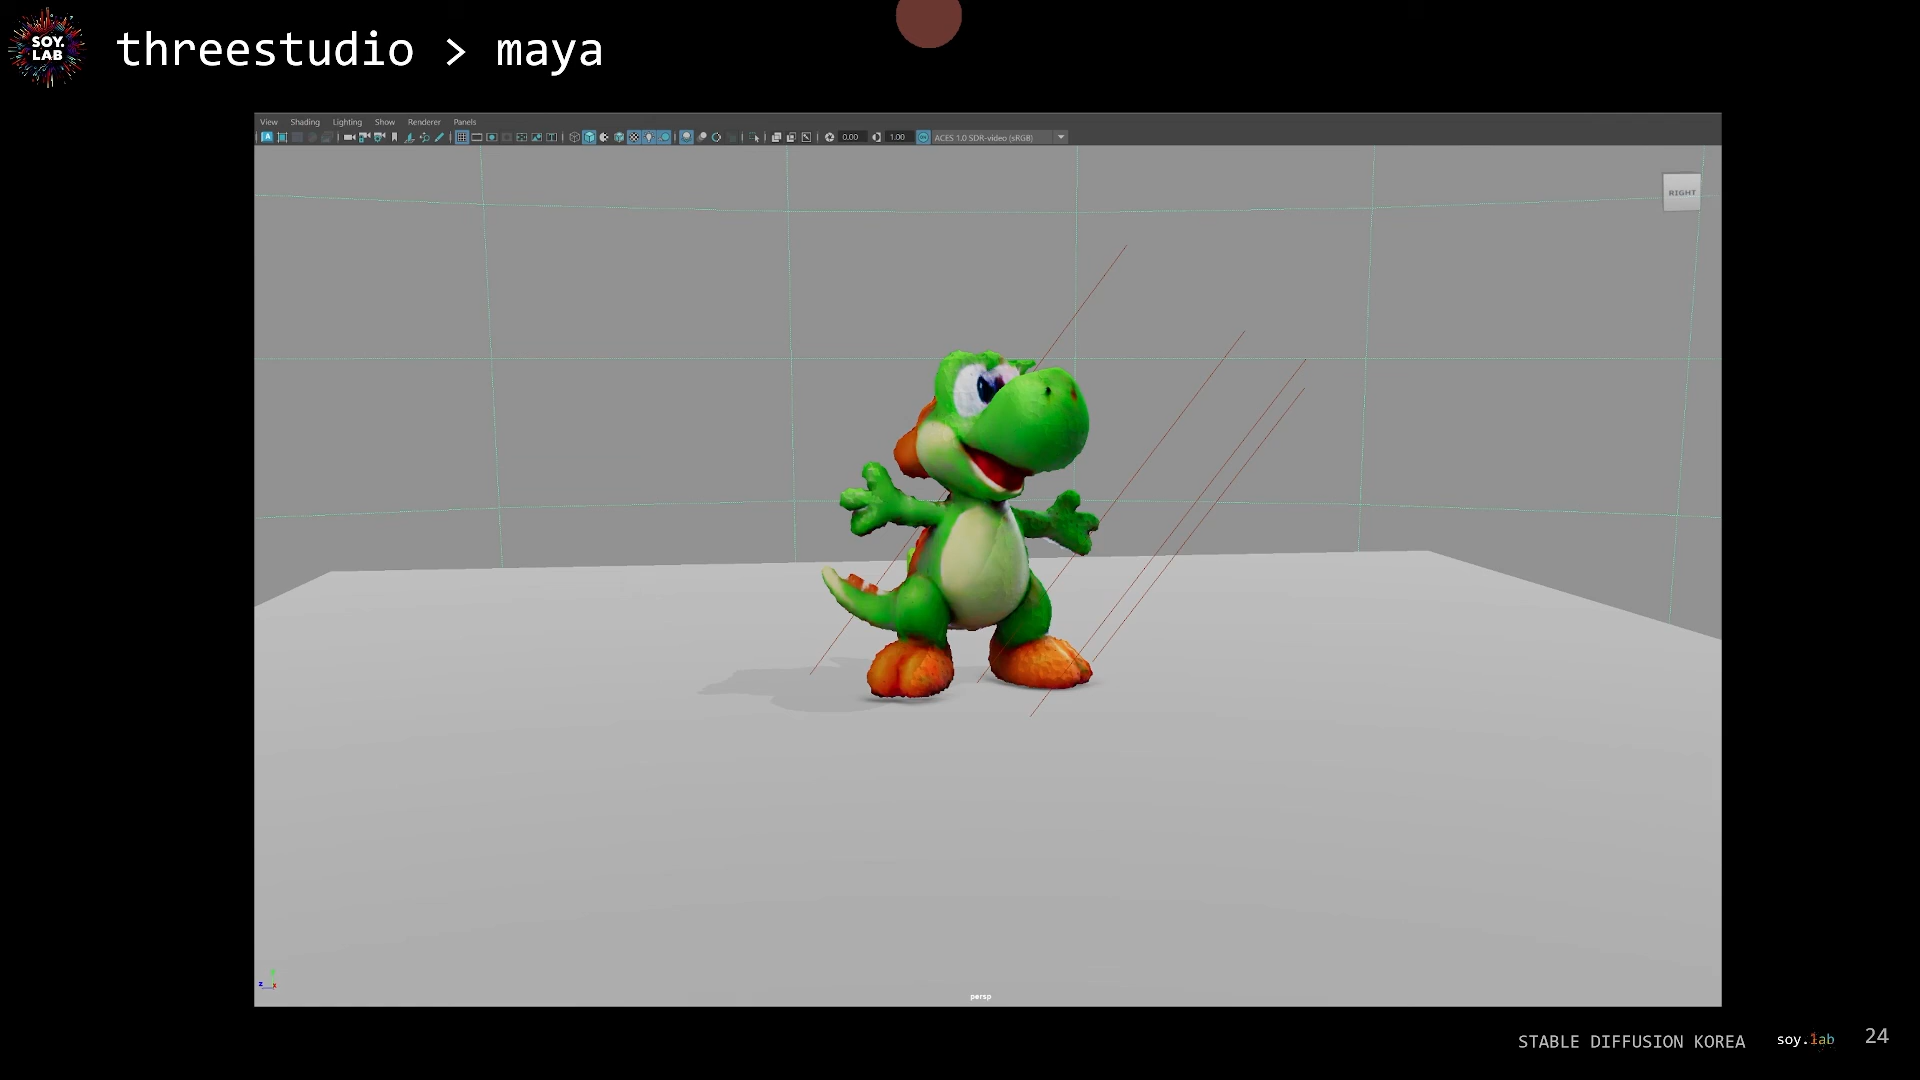 SOY.
LAB
threestudio > maya
View Shading Lighting Show Renderer Panels
0.00 1.00 ACES 1.0 SDR-video (sRGB)
RIGHT
z x
persp
STABLE DIFFUSION KOREA soy.lab 24